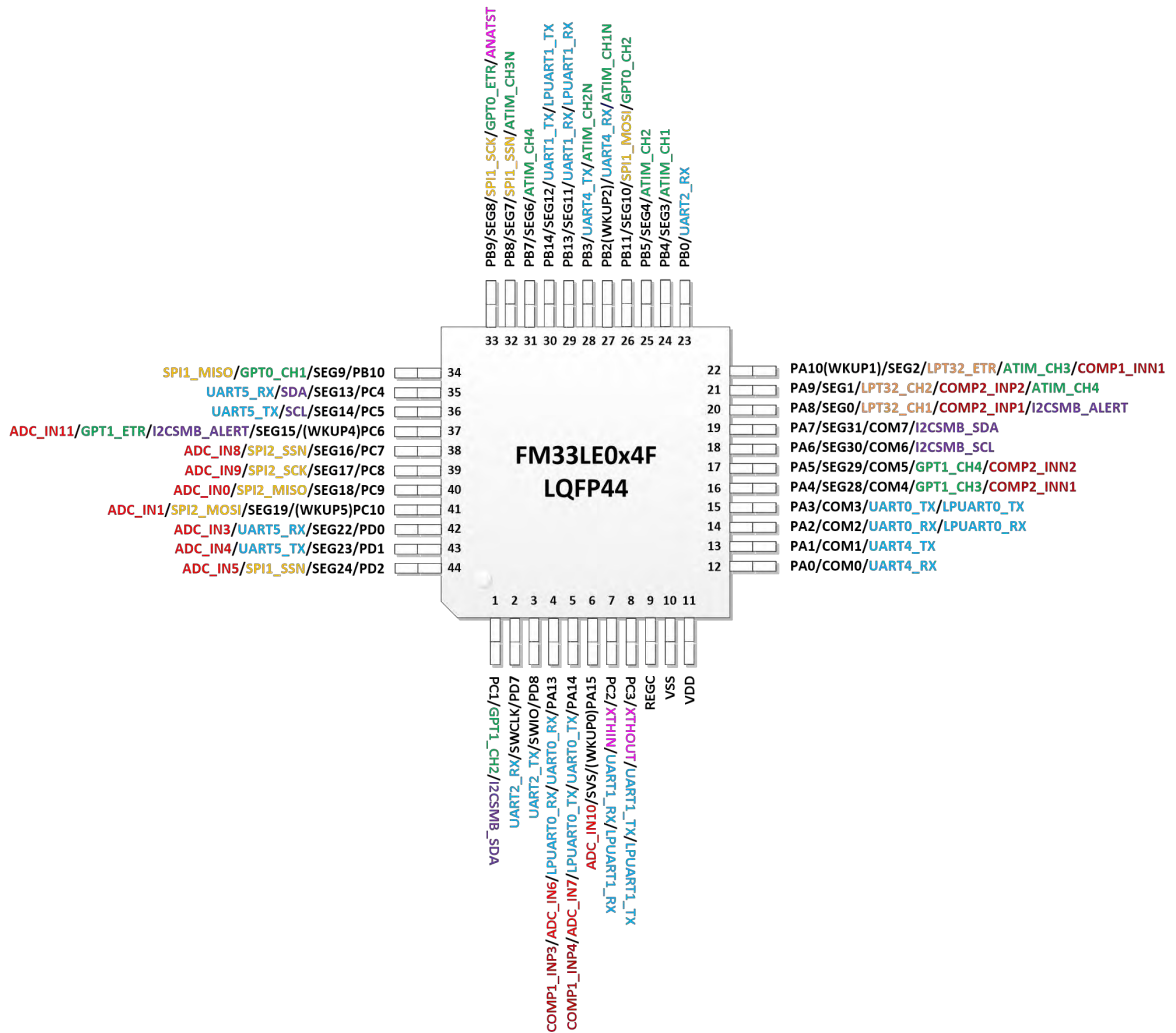 PB9/SEG8/SPI1_SCK/GPT0_ETR/ANATST
PB8/SEG7/SPI1_SSN/ATIM_CH3N
PB7/SEG6/ATIM_CH4
PB14/SEG12/UART1_TX/LPUART1_TX
PB13/SEG11/UART1_RX/LPUART1_RX
PB3/UART4_TX/ATIM_CH2N
PB2(WKUP2)/UART4_RX/ATIM_CH1N
PB11/SEG10/SPI1_MOSI/GPT0_CH2
PB5/SEG4/ATIM_CH2
PB4/SEG3/ATIM_CH1
PB0/UART2_RX
33 32 31 30 29 28 27 26 25 24 23
SPI1_MISO/GPT0_CH1/SEG9/PB10 34
UART5_RX/SDA/SEG13/PC4 35
UART5_TX/SCL/SEG14/PC5 36
ADC_IN11/GPT1_ETR/I2CSMB_ALERT/SEG15/(WKUP4)PC6 37
ADC_IN8/SPI2_SSN/SEG16/PC7 38
ADC_IN9/SPI2_SCK/SEG17/PC8 39
ADC_IN0/SPI2_MISO/SEG18/PC9 40
ADC_IN1/SPI2_MOSI/SEG19/(WKUP5)PC10 41
ADC_IN3/UART5_RX/SEG22/PD0 42
ADC_IN4/UART5_TX/SEG23/PD1 43
ADC_IN5/SPI1_SSN/SEG24/PD2 44
FM33LE0x4F
LQFP44
22 PA10(WKUP1)/SEG2/LPT32_ETR/ATIM_CH3/COMP1_INN1
21 PA9/SEG1/LPT32_CH2/COMP2_INP2/ATIM_CH4
20 PA8/SEG0/LPT32_CH1/COMP2_INP1/I2CSMB_ALERT
19 PA7/SEG31/COM7/I2CSMB_SDA
18 PA6/SEG30/COM6/I2CSMB_SCL
17 PA5/SEG29/COM5/GPT1_CH4/COMP2_INN2
16 PA4/SEG28/COM4/GPT1_CH3/COMP2_INN1
15 PA3/COM3/UART0_TX/LPUART0_TX
14 PA2/COM2/UART0_RX/LPUART0_RX
13 PA1/COM1/UART4_TX
12 PA0/COM0/UART4_RX
1 2 3 4 5 6 7 8 9 10 11
PC1/GPT1_CH2/I2CSMB_SDA
UART2_RX/SWCLK/PD7
UART2_TX/SWIO/PD8
COMP1_INP3/ADC_IN6/LPUART0_RX/UART0_RX/PA13
COMP1_INP4/ADC_IN7/LPUART0_TX/UART0_TX/PA14
ADC_IN10/SVS/(WKUP0)PA15
PC2/XTHIN/UART1_RX/LPUART1_RX
PC3/XTHOUT/UART1_TX/LPUART1_TX
REGC
VSS
VDD